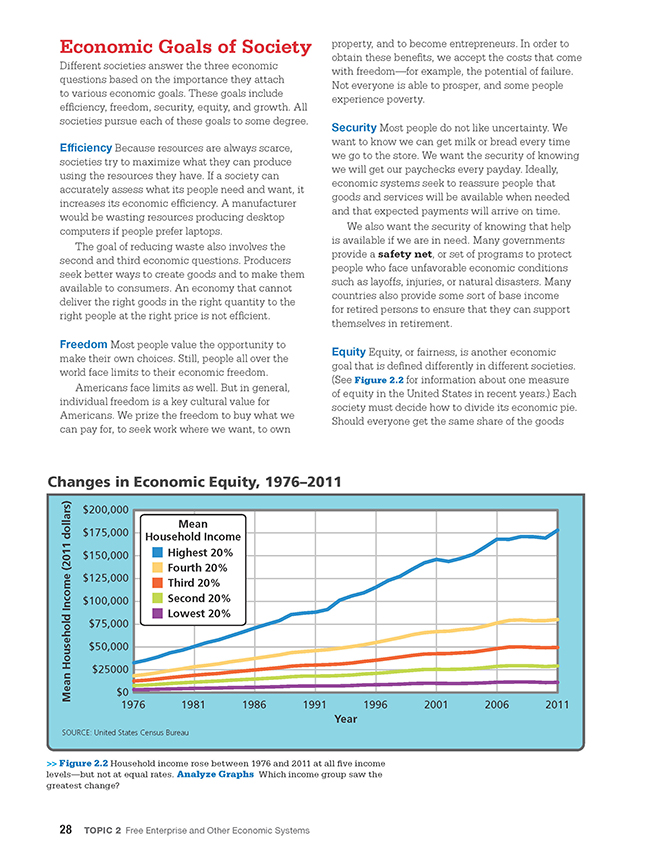 Economic Goals of Society
Different societies answer the three economic
questions based on the importance they attach
to various economic goals. These goals include
efficiency, freedom, security, equity, and growth. All
societies pursue each of these goals to some degree.
Efficiency Because resources are always scarce,
societies try to maximize what they can produce
using the resources they have. If a society can
accurately assess what its people need and want, it
increases its economic efficiency. A manufacturer
would be wasting resources producing desktop
computers if people prefer laptops.
The goal of reducing waste also involves the
second and third economic questions. Producers
seek better ways to create goods and to make them
available to consumers. An economy that cannot
deliver the right goods in the right quantity to the
right people at the right price is not efficient.
Freedom Most people value the opportunity to
make their own choices. Still, people all over the
world face limits to their economic freedom.
Americans face limits as well. But in general,
individual freedom is a key cultural value for
Americans. We prize the freedom to buy what we
can pay for, to seek work where we want, to own
property, and to become entrepreneurs. In order to
obtain these benefits, we accept the costs that come
with freedom—for example, the potential of failure.
Not everyone is able to prosper, and some people
experience poverty.
Security Most people do not like uncertainty. We
want to know we can get milk or bread every time
we go to the store. We want the security of knowing
we will get our paychecks every payday. Ideally,
economic systems seek to reassure people that
goods and services will be available when needed
and that expected payments will arrive on time.
We also want the security of knowing that help
is available if we are in need. Many governments
provide a safety net, or set of programs to protect
people who face unfavorable economic conditions
such as layoffs, injuries, or natural disasters. Many
countries also provide some sort of base income
for retired persons to ensure that they can support
themselves in retirement.
Equity Equity, or fairness, is another economic
goal that is defined differently in different societies.
(See Figure 2.2 for information about one measure
of equity in the United States in recent years.) Each
society must decide how to divide its economic pie.
Should everyone get the same share of the goods
Changes in Economic Equity, 1976–2011
Mean Household Income (2011 dollars)
$200,000
$175,000
$150,000
$125,000
$100,000
$75,000
$50,000
$25000
$0
Mean
Household Income
Highest 20%
Fourth 20%
Third 20%
Second 20%
Lowest 20%
1976 1981 1986 1991 1996 2001 2006 2011
Year
SOURCE: United States Census Bureau
>> Figure 2.2 Household income rose between 1976 and 2011 at all five income
levels—but not at equal rates. Analyze Graphs Which income group saw the
greatest change?
28 TOPIC 2 Free Enterprise and Other Economic Systems